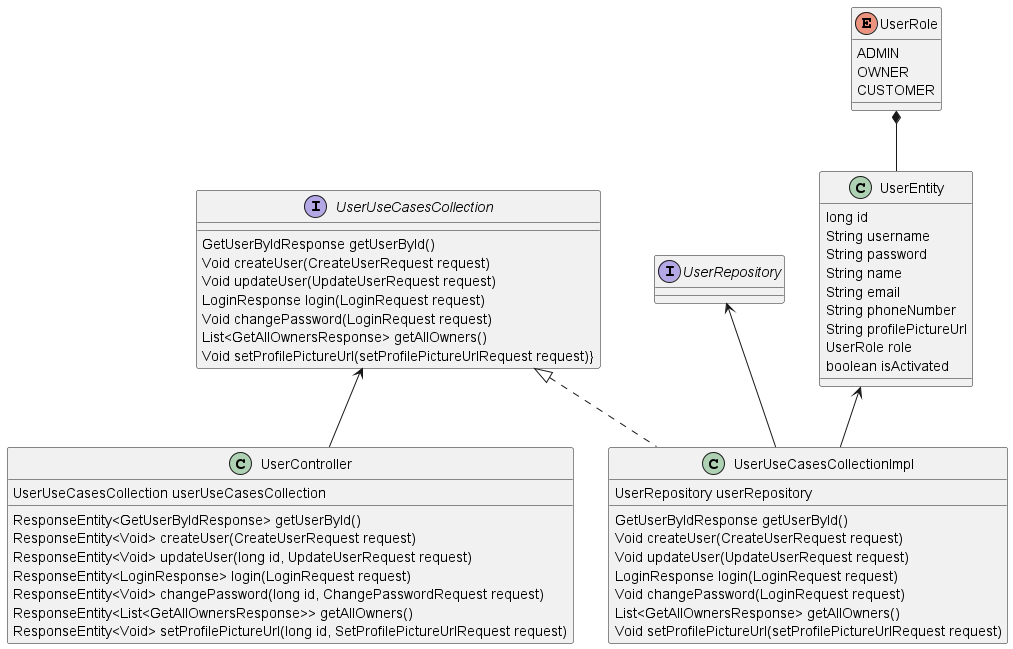 E UserRole
ADMIN
OWNER
CUSTOMER
I UserUseCasesCollection
GetUserByIdResponse getUserById()
Void createUser(CreateUserRequest request)
Void updateUser(UpdateUserRequest request)
LoginResponse login(LoginRequest request)
Void changePassword(LoginRequest request)
List<GetAllOwnersResponse> getAllOwners()
Void setProfilePictureUrl(setProfilePictureUrlRequest request)}
I UserRepository
C UserEntity
long id
String username
String password
String name
String email
String phoneNumber
String profilePictureUrl
UserRole role
boolean isActivated
C UserController
UserUseCasesCollection userUseCasesCollection
ResponseEntity<GetUserByIdResponse> getUserById()
ResponseEntity<Void> createUser(CreateUserRequest request)
ResponseEntity<Void> updateUser(long id, UpdateUserRequest request)
ResponseEntity<LoginResponse> login(LoginRequest request)
ResponseEntity<Void> changePassword(long id, ChangePasswordRequest request)
ResponseEntity<List<GetAllOwnersResponse>> getAllOwners()
ResponseEntity<Void> setProfilePictureUrl(long id, SetProfilePictureUrlRequest request)
C UserUseCasesCollectionImpl
UserRepository userRepository
GetUserByIdResponse getUserById()
Void createUser(CreateUserRequest request)
Void updateUser(UpdateUserRequest request)
LoginResponse login(LoginRequest request)
Void changePassword(LoginRequest request)
List<GetAllOwnersResponse> getAllOwners()
Void setProfilePictureUrl(setProfilePictureUrlRequest request)